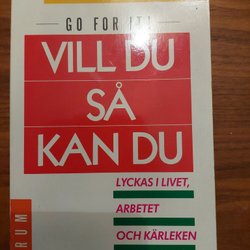 GO FOR IT!
VILL DU
SÅ
KAN DU
LYCKAS I LIVET,
ARBETET
OCH KÄRLEKEN
RUM